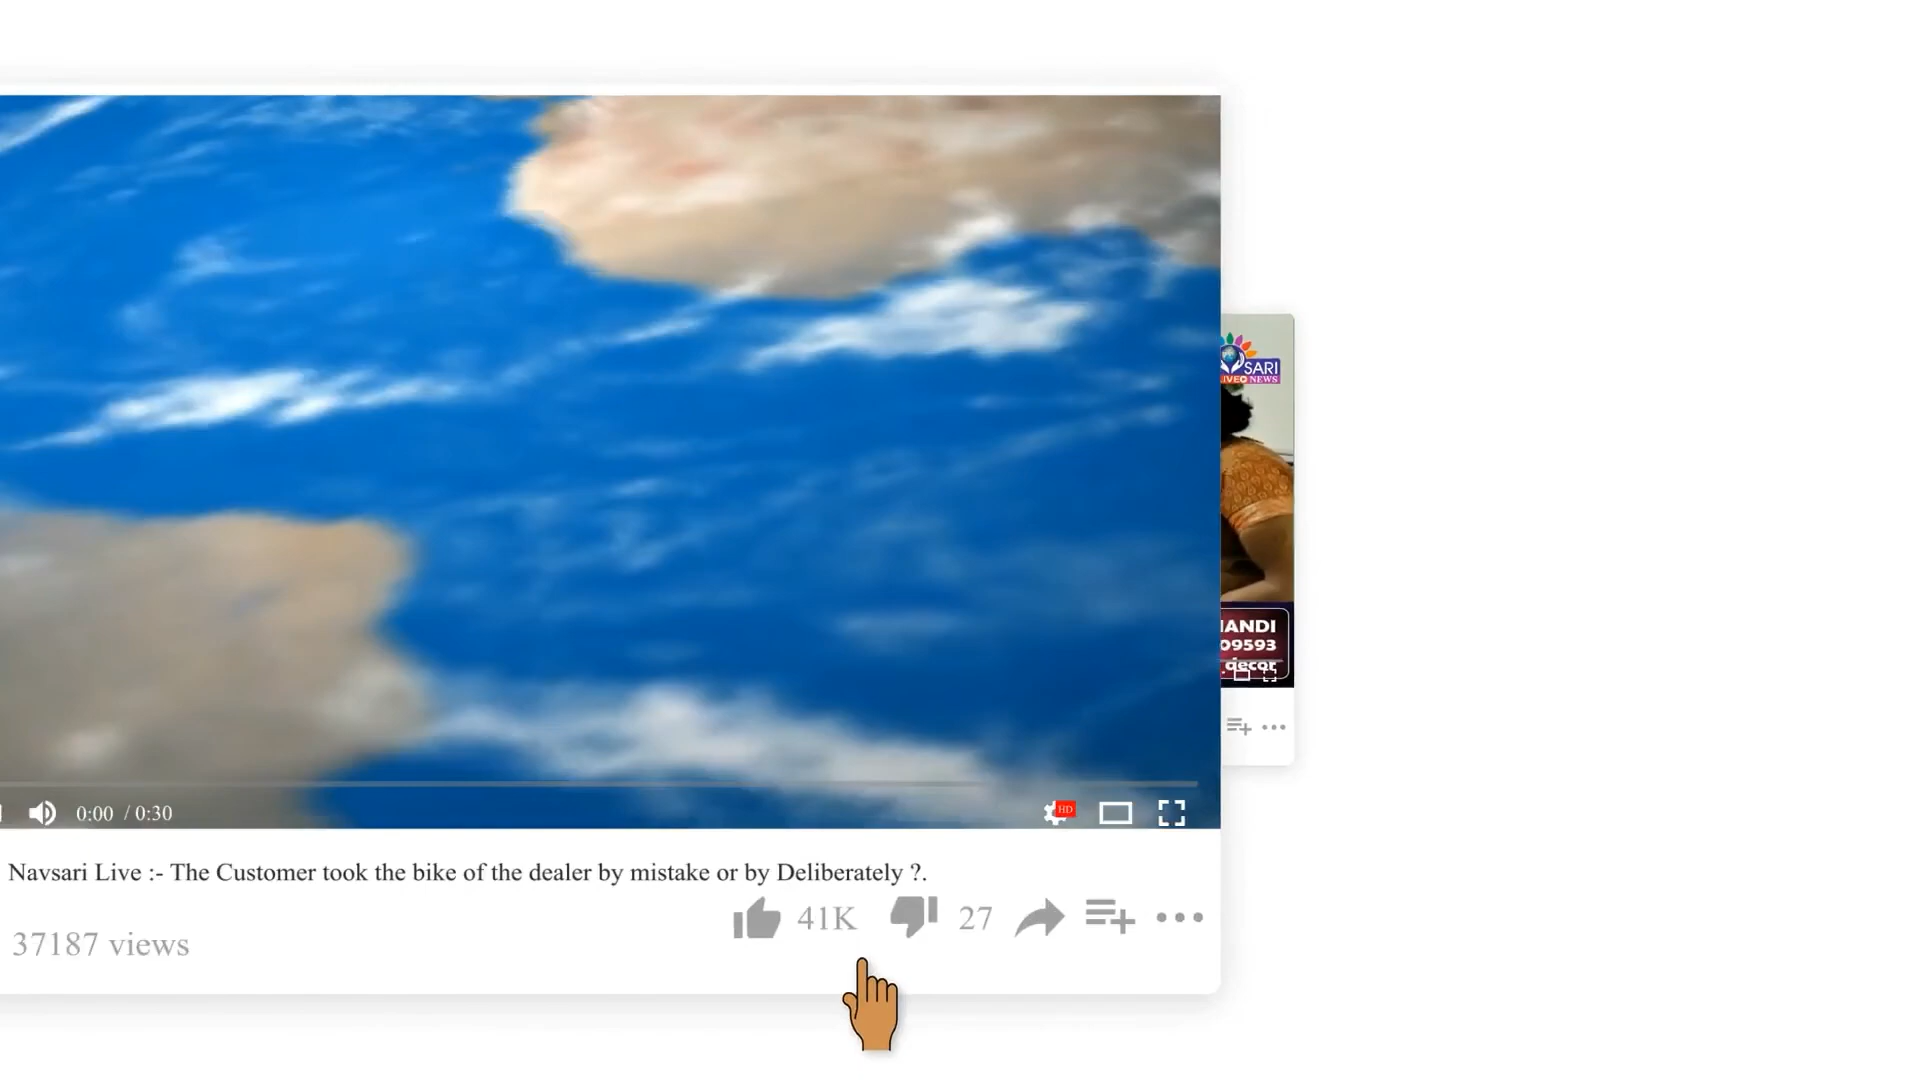 SARI
LIVE NEWS
09593
decor
0:00 / 0:30
HD
Navsari Live :- The Customer took the bike of the dealer by mistake or by Deliberately ?.
41K
27
37187 views